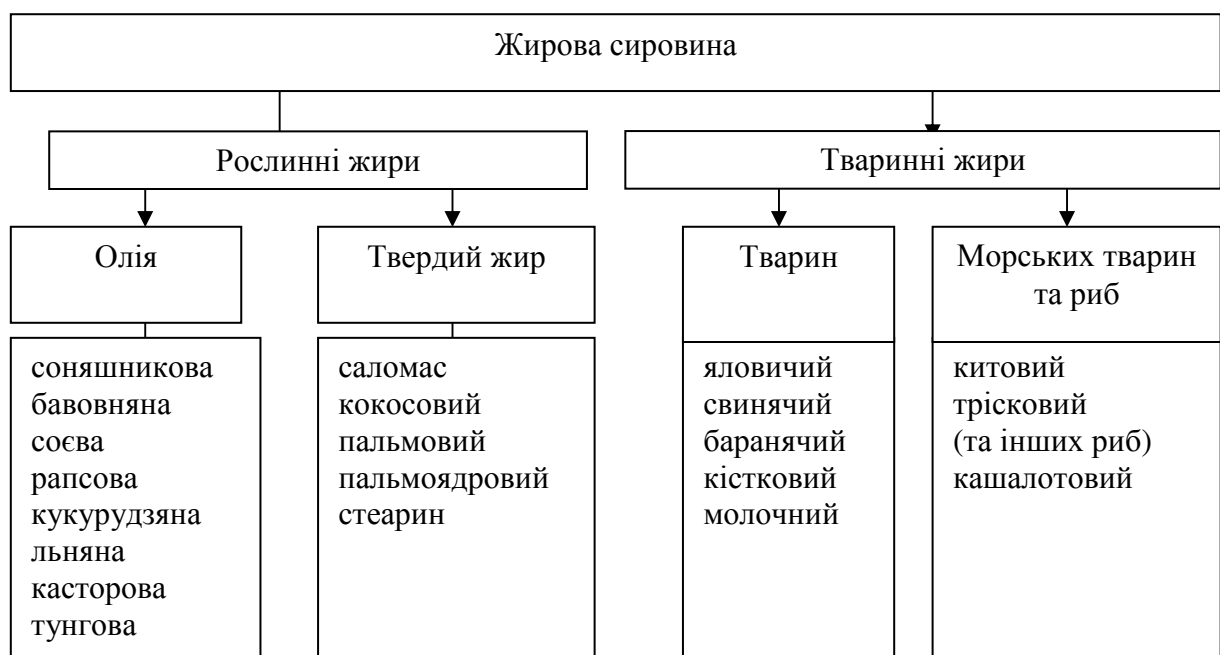 Жирова сировина
Рослинні жири
Тваринні жири
Олія
Твердий жир
Тварин
Морських тварин
та риб
соняшникова
бавовняна
соєва
рапсова
кукурудзяна
льняна
касторова
тунгова
саломас
кокосовий
пальмовий
пальмоядровий
стеарин
яловичий
свинячий
баранячий
кістковий
молочний
китовий
трісковий
(та інших риб)
кашалотовий